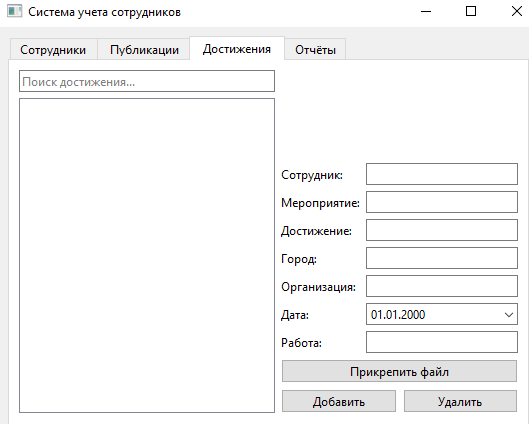 Система учета сотрудников
Сотрудники Публикации Достижения Отчёты
Поиск достижения...
Сотрудник:
Мероприятие:
Достижение:
Город:
Организация:
Дата: 01.01.2000
Работа:
Прикрепить файл
Добавить Удалить